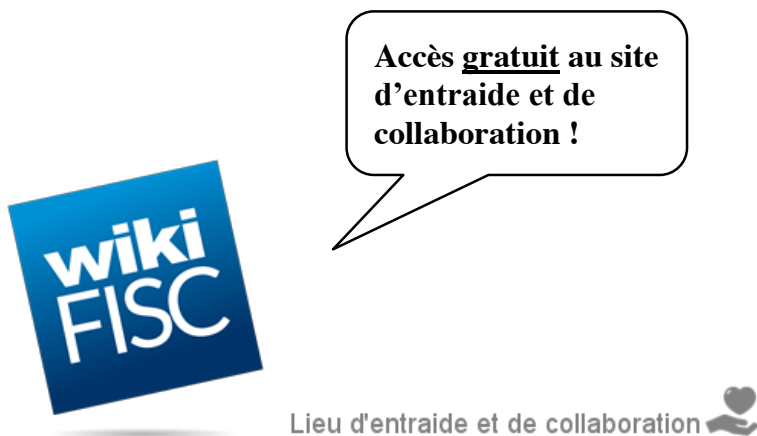 Accès gratuit au site
d’entraide et de
collaboration !
wiki
FISC
Lieu d'entraide et de collaboration